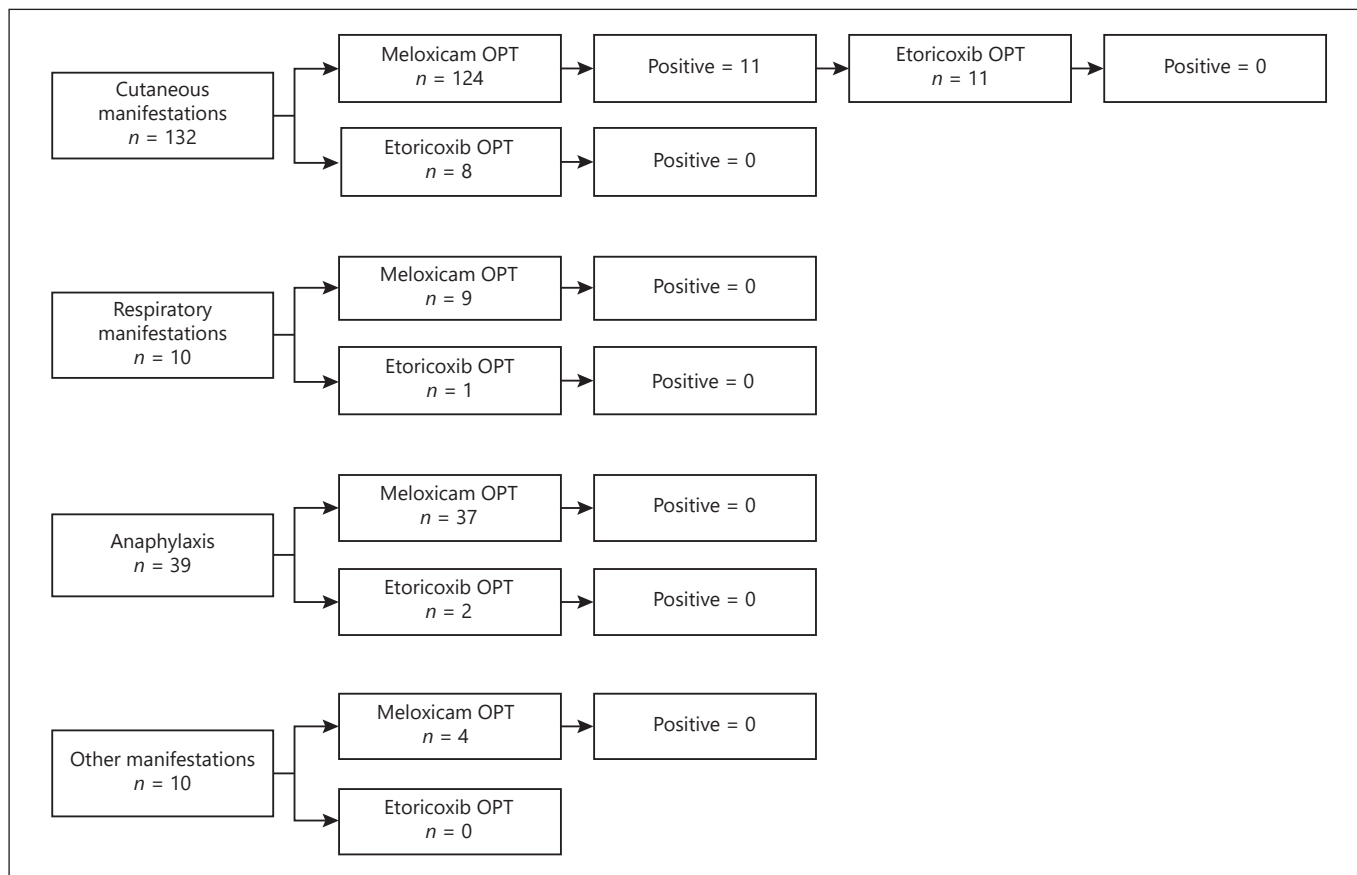 Cutaneous
manifestations
n = 132
Meloxicam OPT
n = 124
Positive = 11
Etoricoxib OPT
n = 11
Positive = 0
Etoricoxib OPT
n = 8
Positive = 0
Respiratory
manifestations
n = 10
Meloxicam OPT
n = 9
Positive = 0
Etoricoxib OPT
n = 1
Positive = 0
Anaphylaxis
n = 39
Meloxicam OPT
n = 37
Positive = 0
Etoricoxib OPT
n = 2
Positive = 0
Other manifestations
n = 10
Meloxicam OPT
n = 4
Positive = 0
Etoricoxib OPT
n = 0